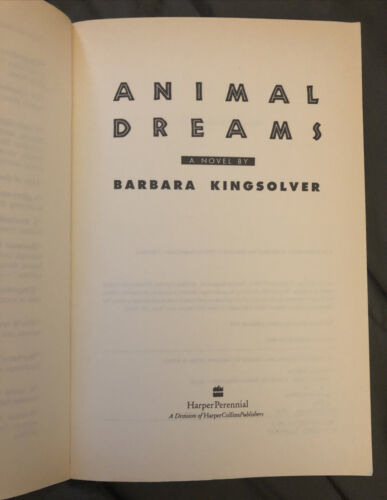 ANIMAL
DREAMS
A NOVEL BY
BARBARA KINGSOLVER
HarperPerennial
A Division of HarperCollinsPublishers